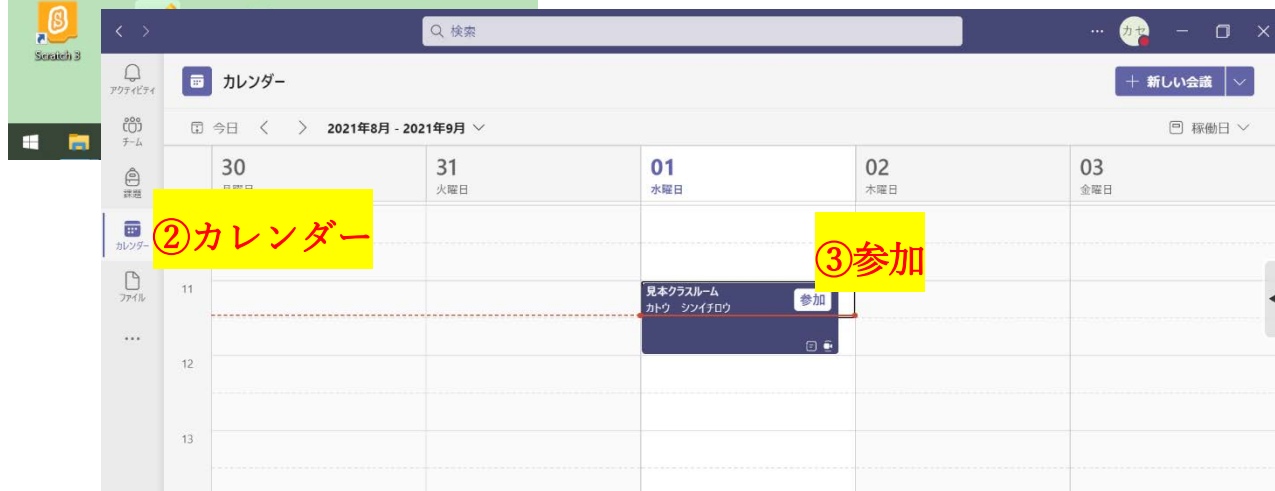 Scratch 3
検索
カセ
アクティビティ
カレンダー
新しい会議
チーム
今日
2021年8月 - 2021年9月
稼働日
課題
30
31
01
02
03
月曜日
火曜日
水曜日
木曜日
金曜日
カレンダー
②カレンダー
③参加
ファイル
11
見本クラスルーム
参加
カトウ シンイチロウ
12
13